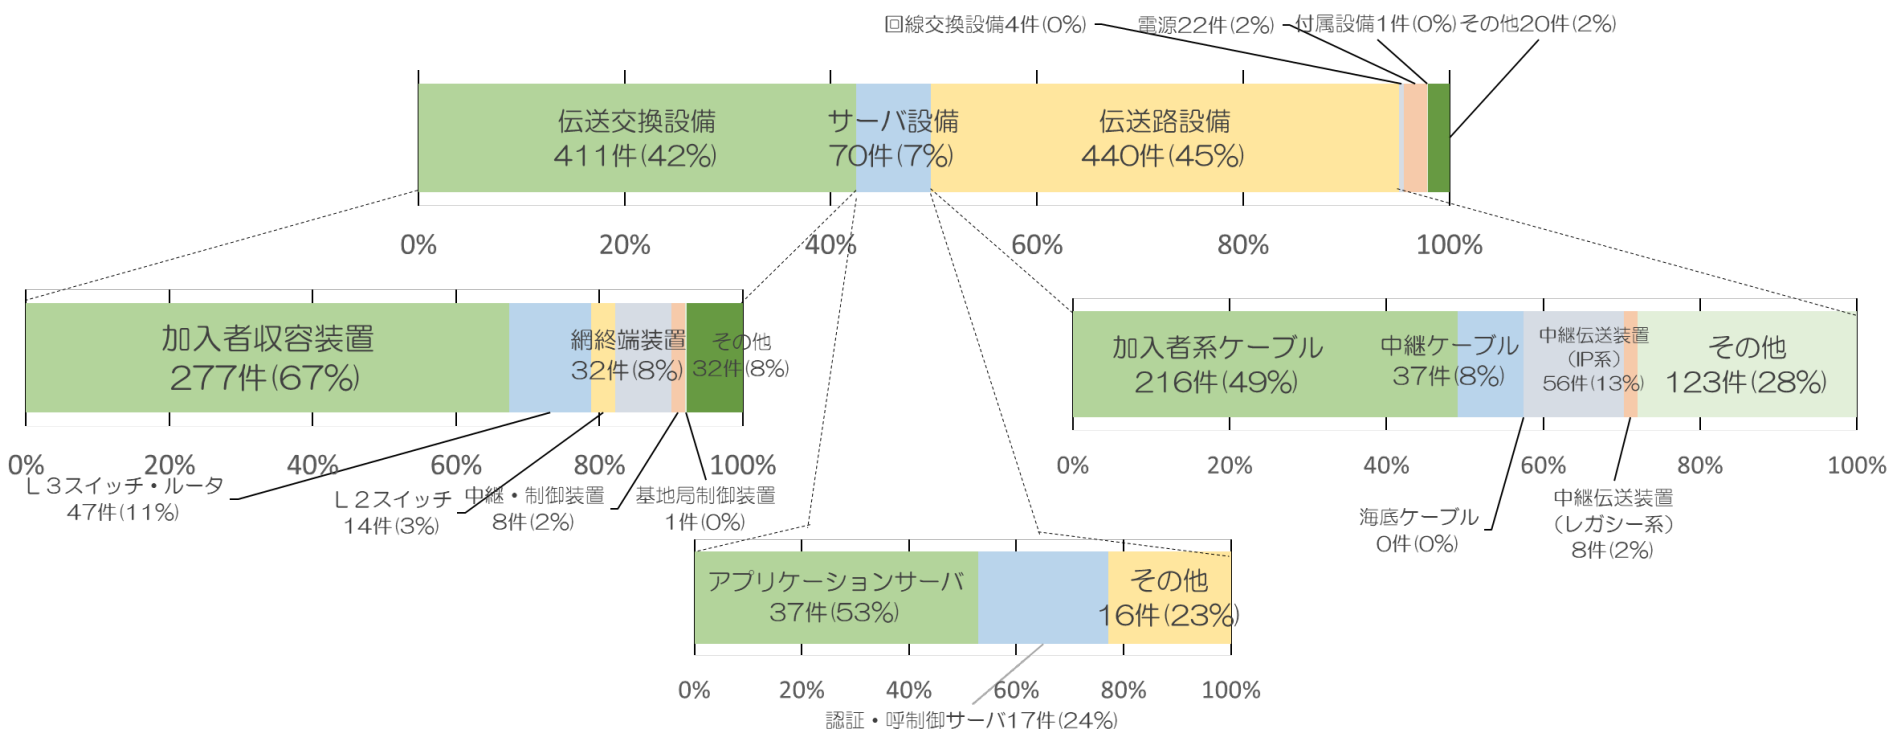 回線交換設備4件(0%)
電源22件(2%)
付属設備1件(0%)
その他20件(2%)
伝送交換設備
411件(42%)
サーバ設備
70件(7%)
伝送路設備
440件(45%)
0%
20%
40%
60%
80%
100%
加入者収容装置
277件(67%)
網終端装置
32件(8%)
その他
32件(8%)
0%
20%
40%
60%
80%
100%
L3スイッチ・ルータ
47件(11%)
L2スイッチ
14件(3%)
中継・制御装置
8件(2%)
基地局制御装置
1件(0%)
加入者系ケーブル
216件(49%)
中継ケーブル
37件(8%)
中継伝送装置
(IP系)
56件(13%)
その他
123件(28%)
0%
20%
40%
60%
80%
100%
海底ケーブル
0件(0%)
中継伝送装置
(レガシー系)
8件(2%)
アプリケーションサーバ
37件(53%)
その他
16件(23%)
0%
20%
40%
60%
80%
100%
認証・呼制御サーバ17件(24%)